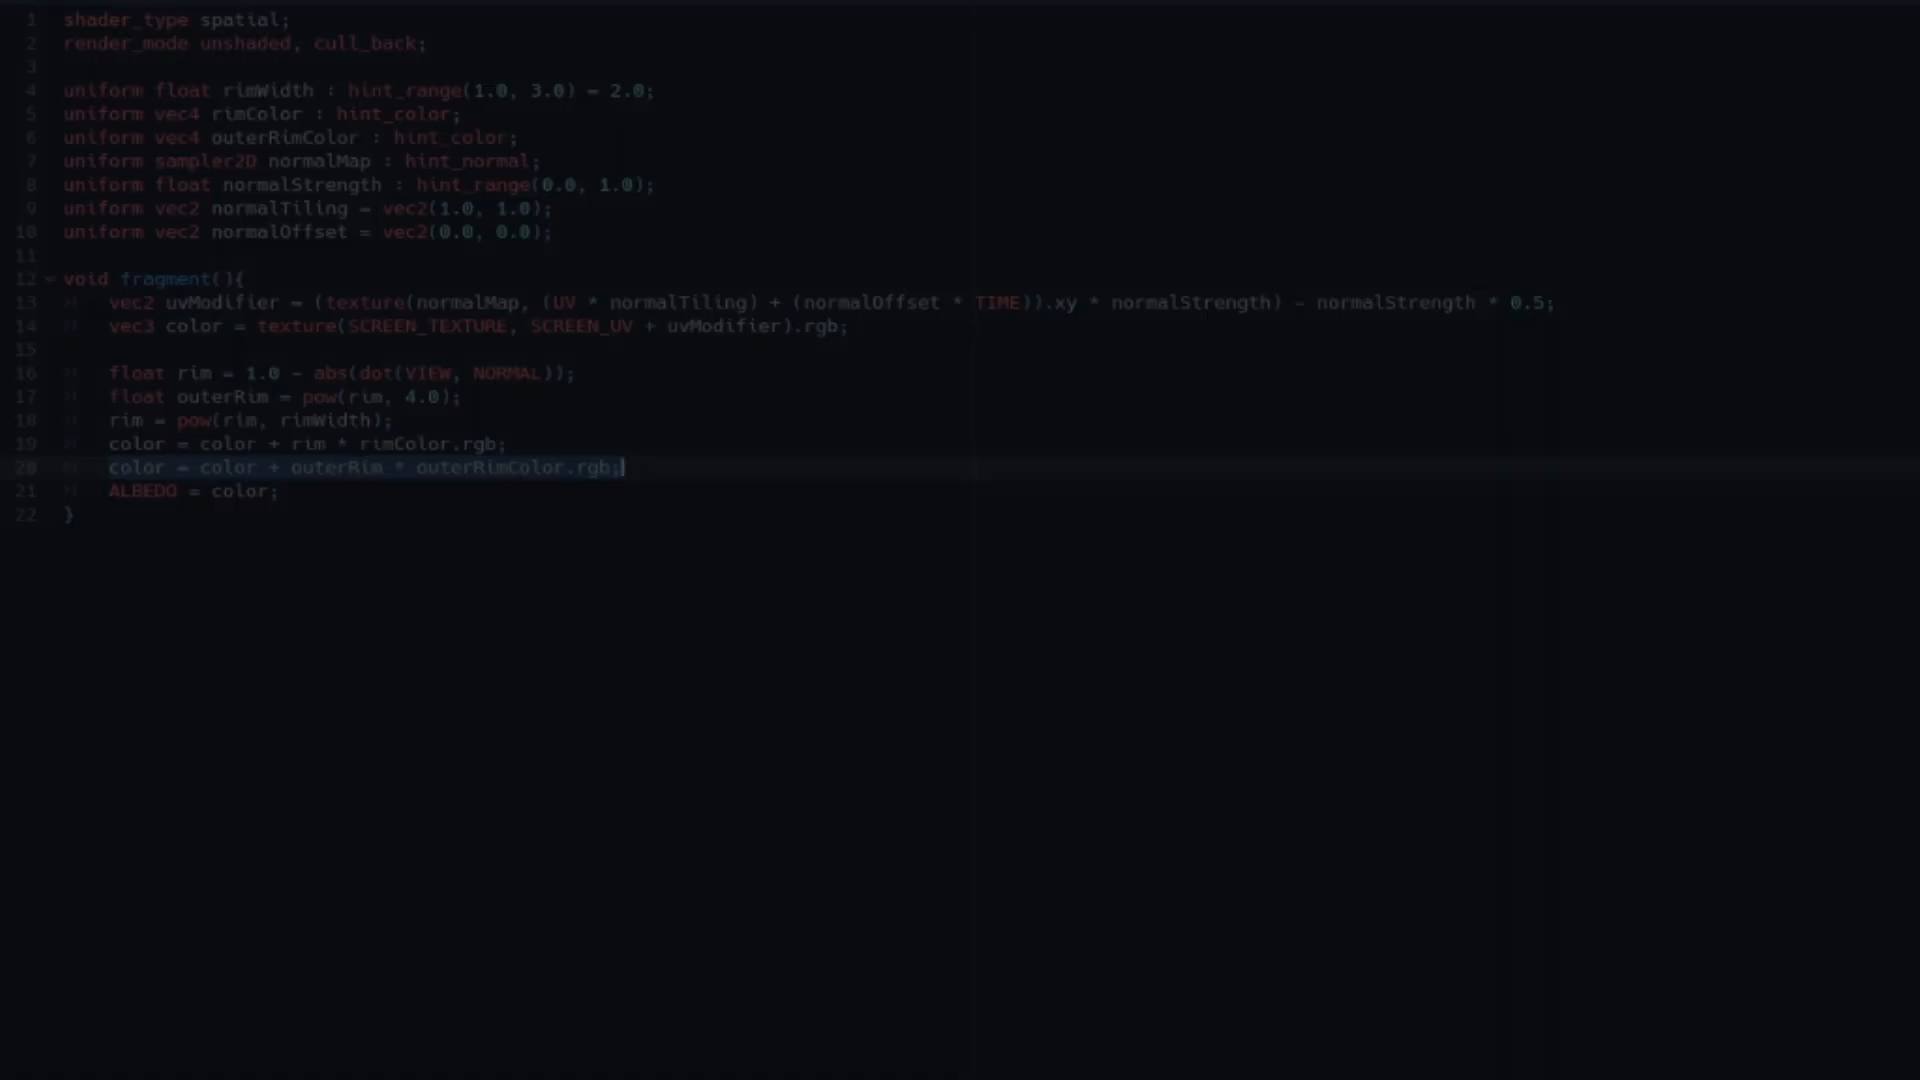 1 shader_type spatial;
2 render_mode unshaded, cull_back;
3
4 uniform float rimWidth : hint_range(1.0, 3.0) = 2.0;
5 uniform vec4 rimColor : hint_color;
6 uniform vec4 outerRimColor : hint_color;
7 uniform sampler2D normalMap : hint_normal;
8 uniform float normalStrength : hint_range(0.0, 1.0);
9 uniform vec2 normalTiling = vec2(1.0, 1.0);
10 uniform vec2 normalOffset = vec2(0.0, 0.0);
11
12 void fragment(){
13 vec2 uvModifier = (texture(normalMap, (UV * normalTiling) + (normalOffset * TIME)).xy * normalStrength) - normalStrength * 0.5;
14 vec3 color = texture(SCREEN_TEXTURE, SCREEN_UV + uvModifier).rgb;
15
16 float rim = 1.0 - abs(dot(VIEW, NORMAL));
17 float outerRim = pow(rim, 4.0);
18 rim = pow(rim, rimWidth);
19 color = color + rim * rimColor.rgb;
20 color = color + outerRim * outerRimColor.rgb;
21 ALBEDO = color;
22 }